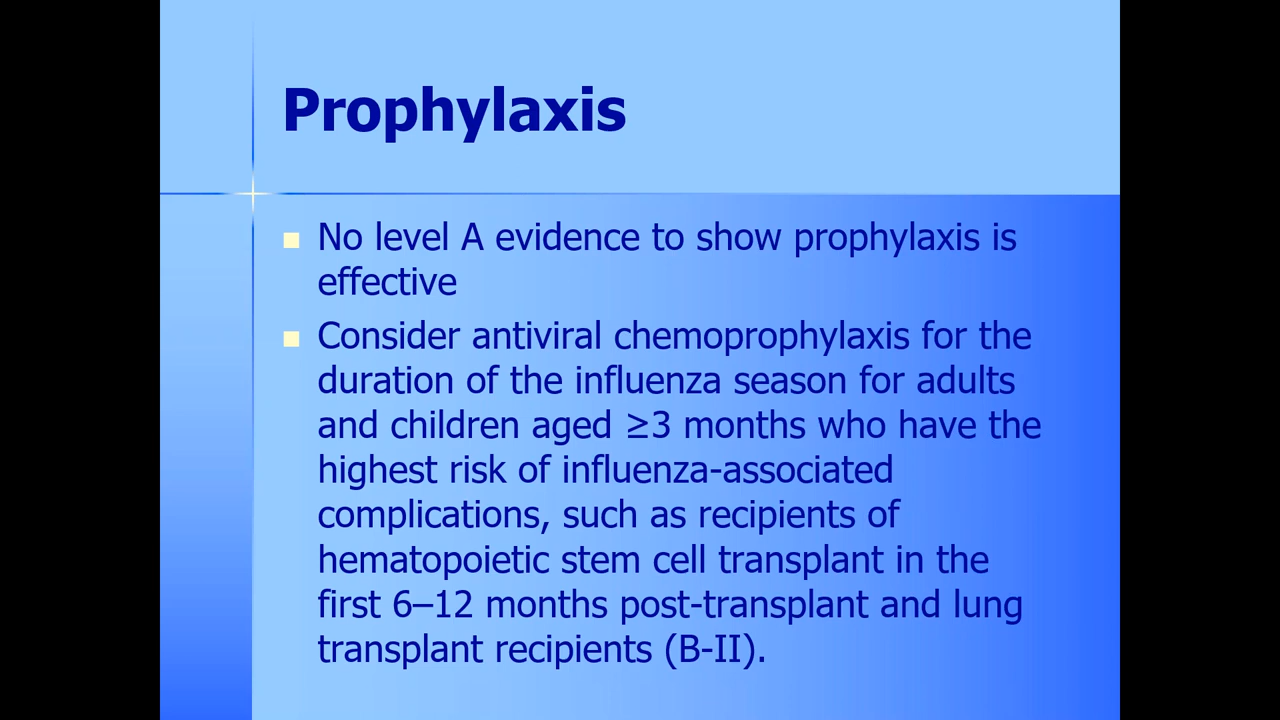 Prophylaxis
No level A evidence to show prophylaxis is
effective
Consider antiviral chemoprophylaxis for the
duration of the influenza season for adults
and children aged ≥3 months who have the
highest risk of influenza-associated
complications, such as recipients of
hematopoietic stem cell transplant in the
first 6–12 months post-transplant and lung
transplant recipients (B-II).